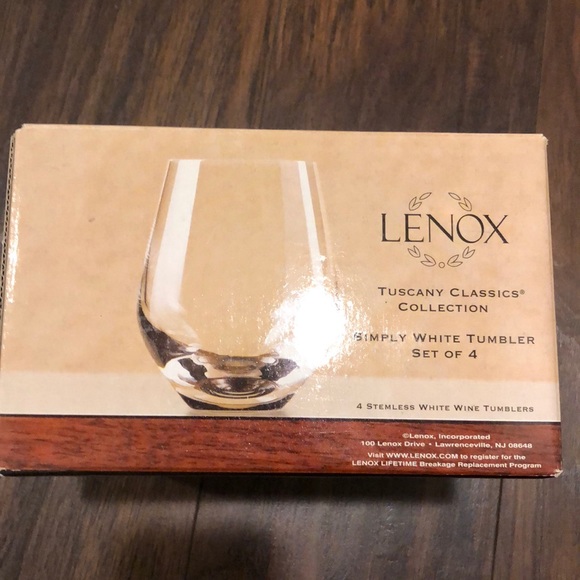 LENOX
TUSCANY CLASSICS®
COLLECTION
SIMPLY WHITE TUMBLER
SET OF 4
4 STEMLESS WHITE WINE TUMBLERS
©Lenox, Incorporated
100 Lenox Drive • Lawrenceville, NJ 08648
Visit WWW.LENOX.COM to register for the
LENOX LIFETIME Breakage Replacement Program